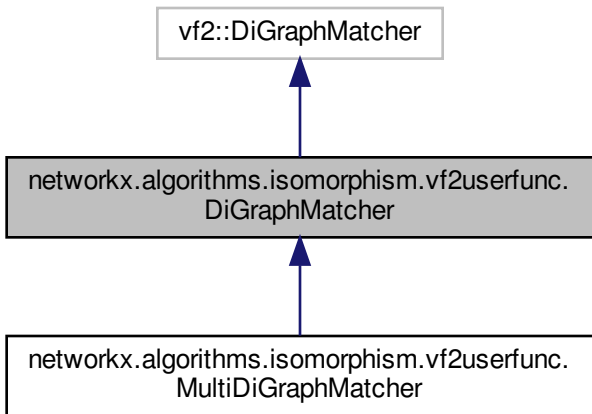 vf2::DiGraphMatcher
networkx.algorithms.isomorphism.vf2userfunc.
DiGraphMatcher
networkx.algorithms.isomorphism.vf2userfunc.
MultiDiGraphMatcher